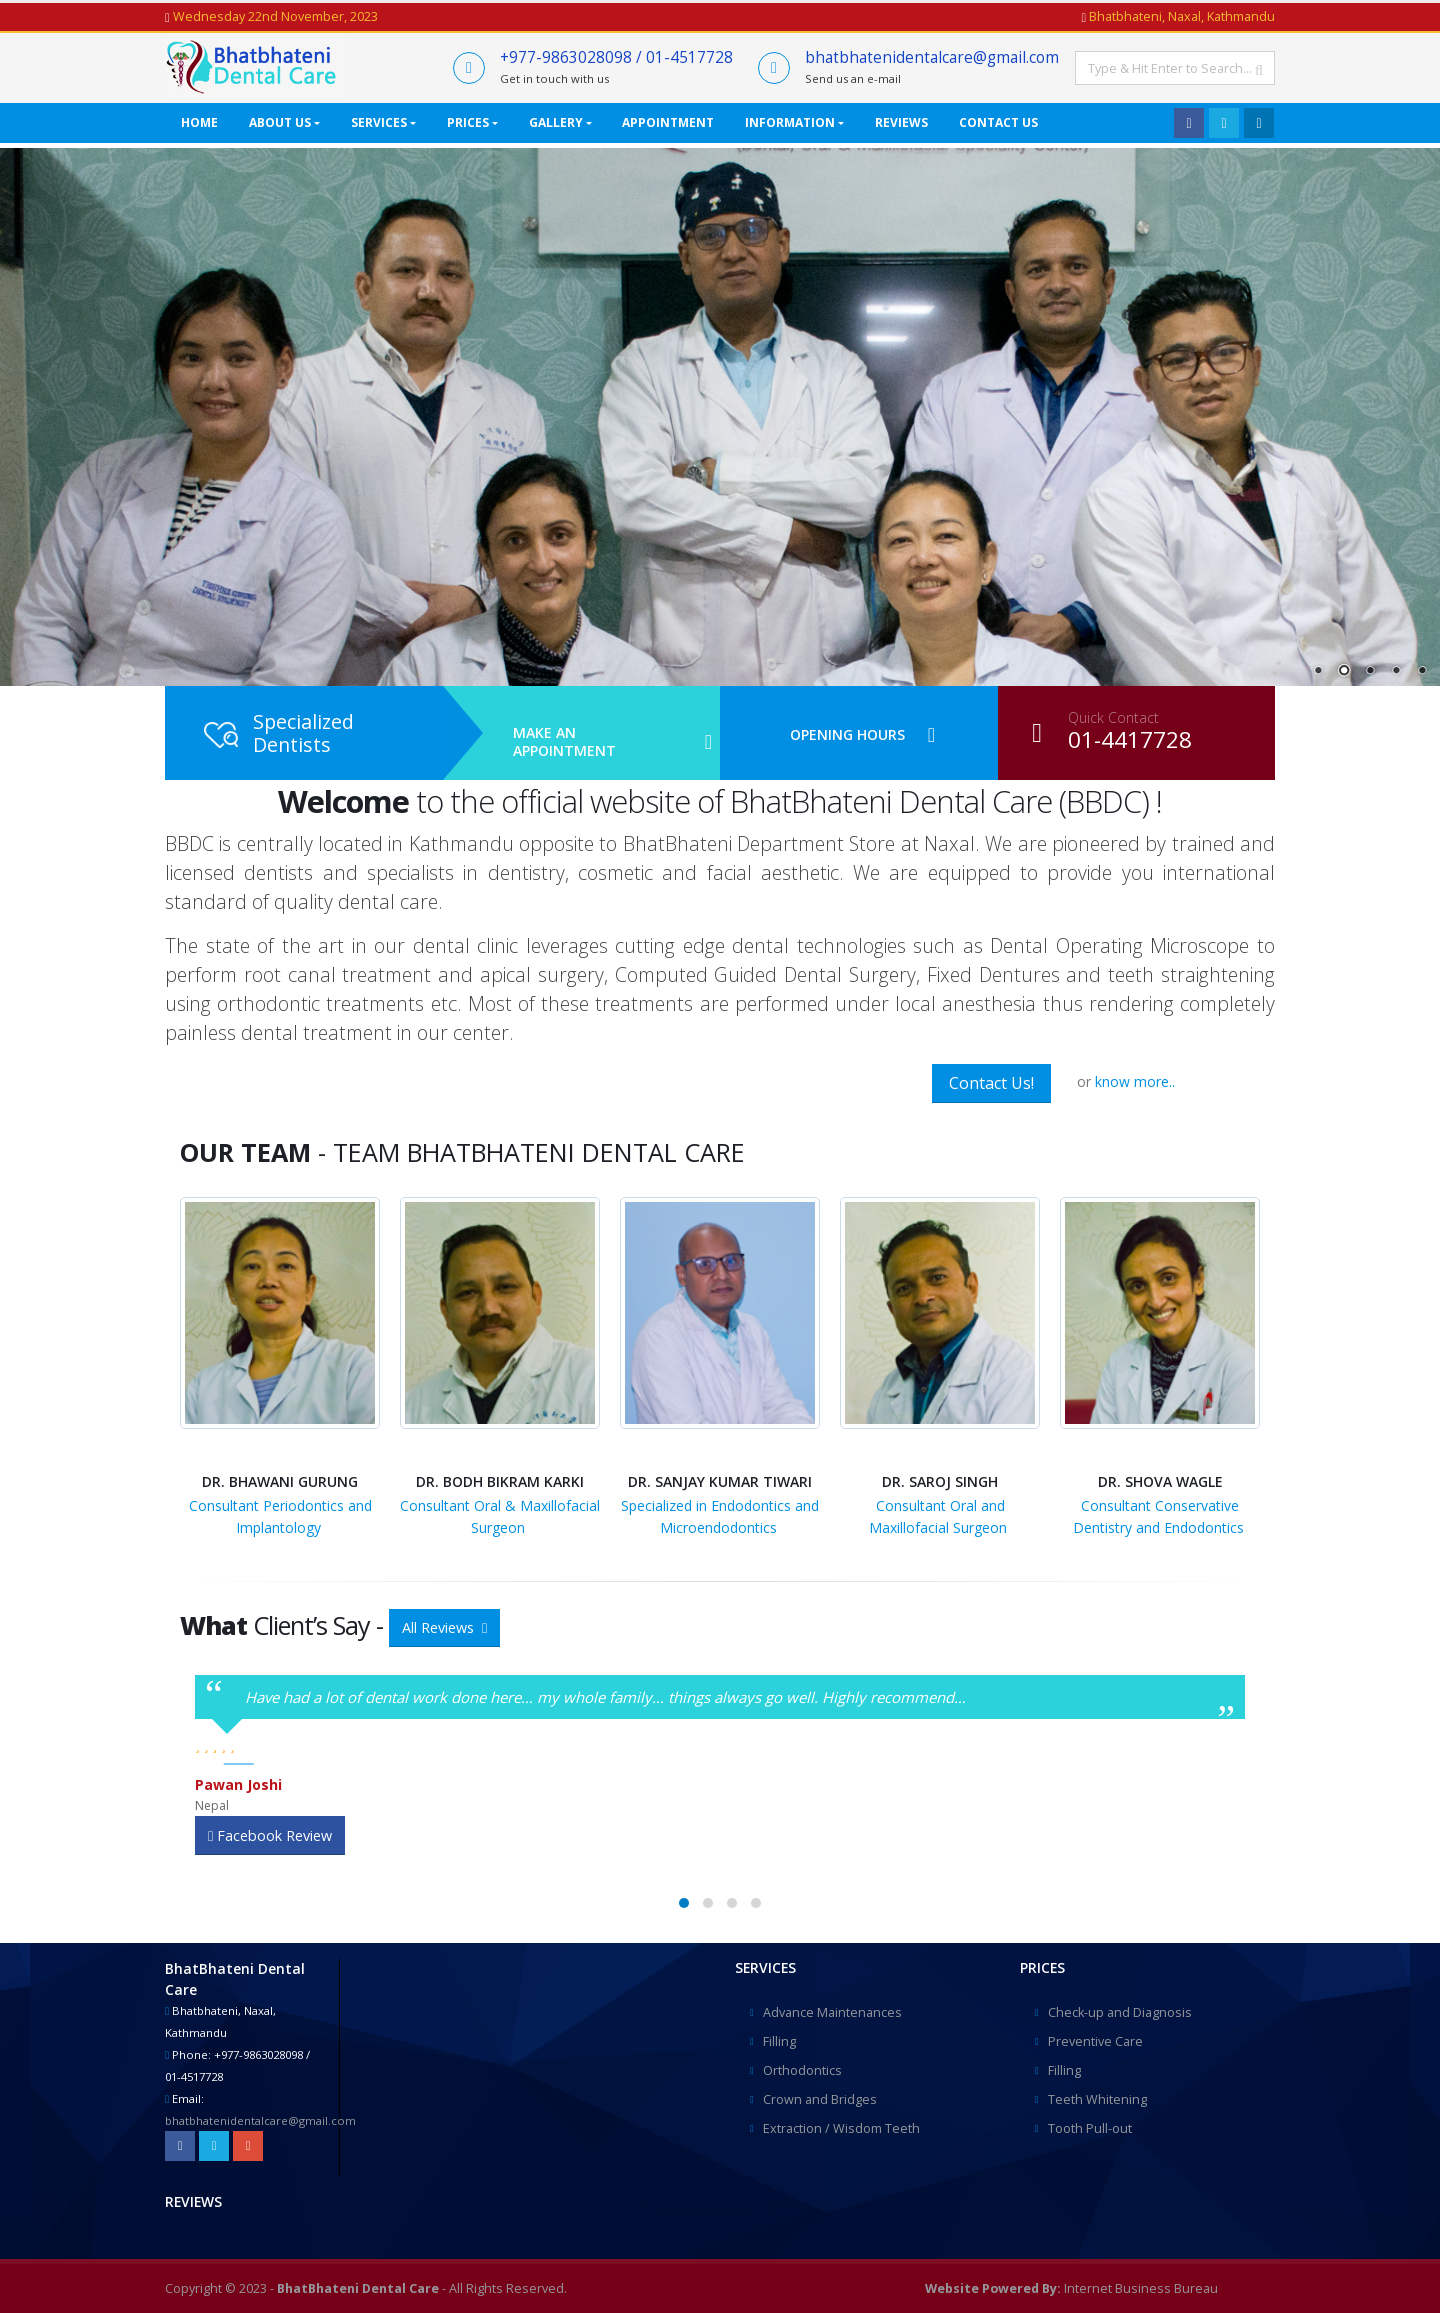 Wednesday 22nd November, 2023
Bhatbhateni, Naxal, Kathmandu
Bhatbhateni
Dental Care
+977-9863028098 / 01-4517728
Get in touch with us
bhatbhatenidentalcare@gmail.com
Send us an e-mail
Type & Hit Enter to Search...
HOME
ABOUT US
SERVICES
PRICES
GALLERY
APPOINTMENT
INFORMATION
REVIEWS
CONTACT US
(Dental, Oral & Maxillofacial Speciality Center)
Specialized
Dentists
MAKE AN
APPOINTMENT
OPENING HOURS
Quick Contact
01-4417728
Welcome to the official website of BhatBhateni Dental Care (BBDC) !
BBDC is centrally located in Kathmandu opposite to BhatBhateni Department Store at Naxal. We are pioneered by trained and
licensed dentists and specialists in dentistry, cosmetic and facial aesthetic. We are equipped to provide you international
standard of quality dental care.
The state of the art in our dental clinic leverages cutting edge dental technologies such as Dental Operating Microscope to
perform root canal treatment and apical surgery, Computed Guided Dental Surgery, Fixed Dentures and teeth straightening
using orthodontic treatments etc. Most of these treatments are performed under local anesthesia thus rendering completely
painless dental treatment in our center.
Contact Us!
or know more..
OUR TEAM - TEAM BHATBHATENI DENTAL CARE
DR. BHAWANI GURUNG
Consultant Periodontics and
Implantology
DR. BODH BIKRAM KARKI
Consultant Oral & Maxillofacial
Surgeon
DR. SANJAY KUMAR TIWARI
Specialized in Endodontics and
Microendodontics
DR. SAROJ SINGH
Consultant Oral and
Maxillofacial Surgeon
DR. SHOVA WAGLE
Consultant Conservative
Dentistry and Endodontics
What Client’s Say -
All Reviews
“ Have had a lot of dental work done here... my whole family... things always go well. Highly recommend... ”
Pawan Joshi
Nepal
Facebook Review
BhatBhateni Dental
Care
Bhatbhateni, Naxal,
Kathmandu
Phone: +977-9863028098 /
01-4517728
Email:
bhatbhatenidentalcare@gmail.com
REVIEWS
SERVICES
Advance Maintenances
Filling
Orthodontics
Crown and Bridges
Extraction / Wisdom Teeth
PRICES
Check-up and Diagnosis
Preventive Care
Filling
Teeth Whitening
Tooth Pull-out
Copyright © 2023 - BhatBhateni Dental Care - All Rights Reserved.
Website Powered By: Internet Business Bureau